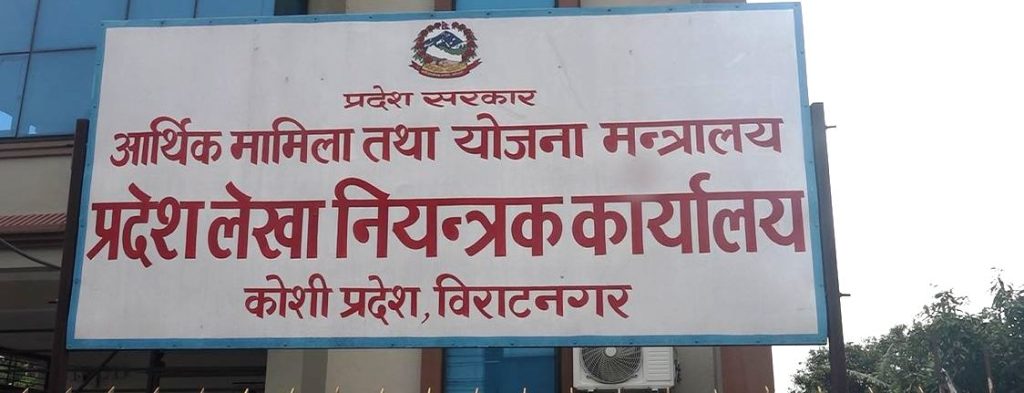 प्रदेश सरकार
आर्थिक मामिला तथा योजना मन्त्रालय
प्रदेश लेखा नियन्त्रक कार्यालय
कोशी प्रदेश, विराटनगर